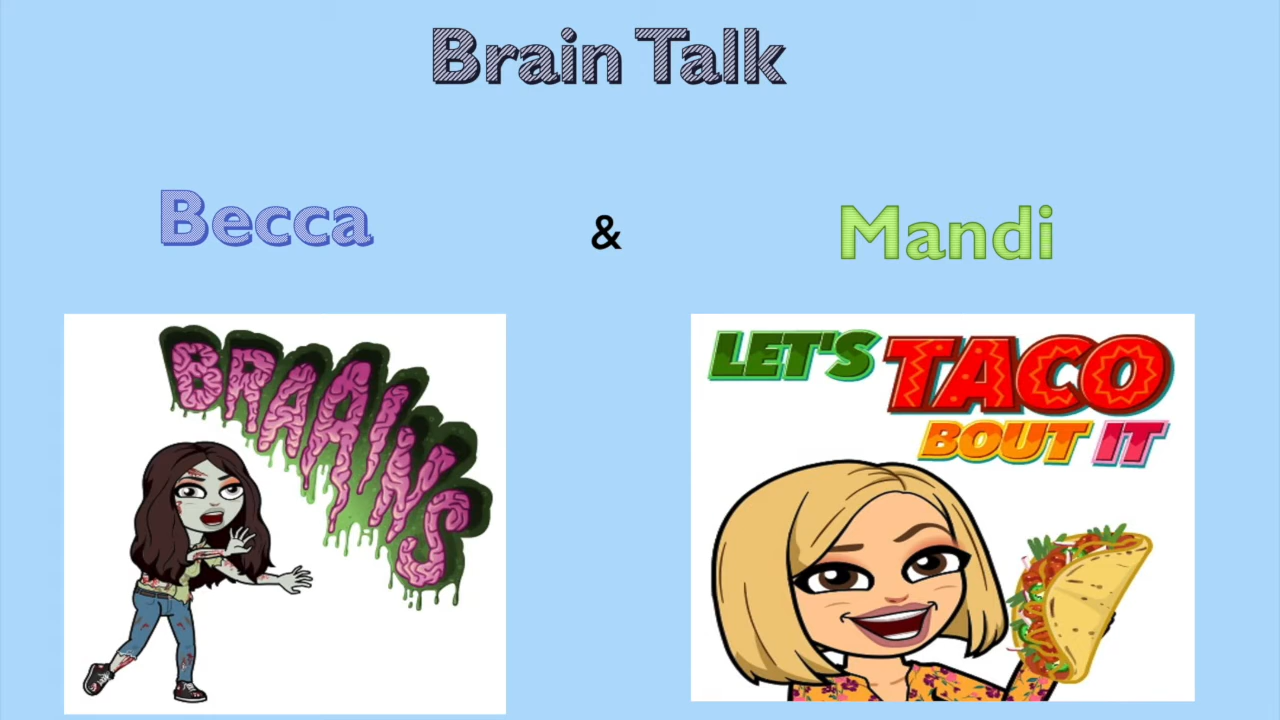 Brain Talk
Becca
&
Mandi
BRAAINS
LET'S TACO
BOUT IT